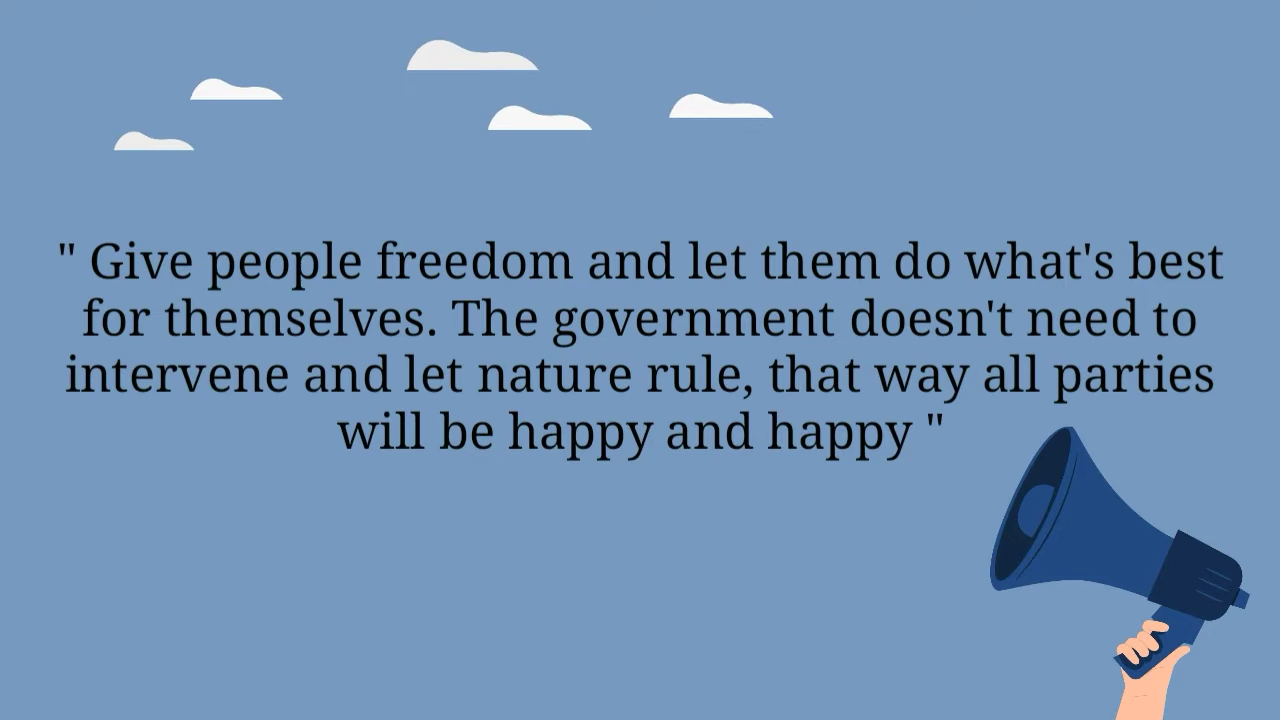 " Give people freedom and let them do what's best
for themselves. The government doesn't need to
intervene and let nature rule, that way all parties
will be happy and happy "